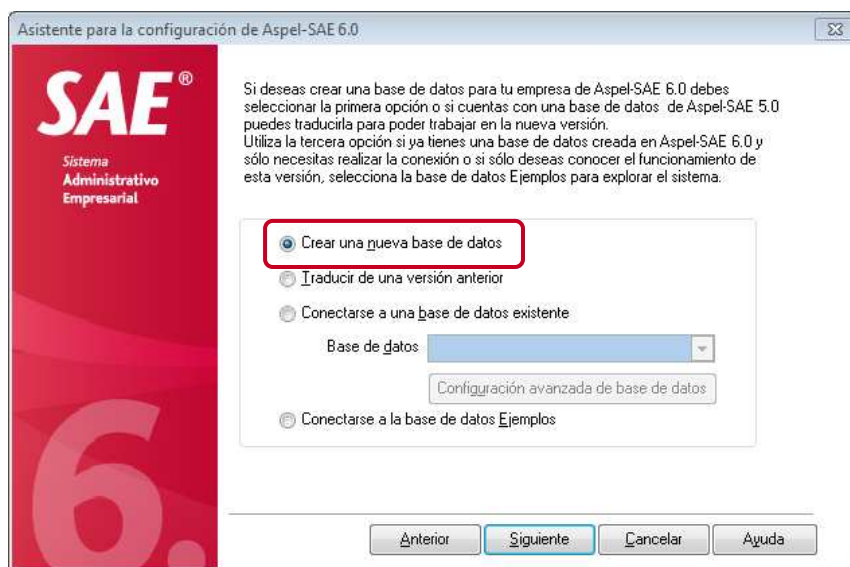 Asistente para la configuración de Aspel-SAE 6.0
SAE®
Sistema
Administrativo
Empresarial
Si deseas crear una base de datos para tu empresa de Aspel-SAE 6.0 debes
seleccionar la primera opción o si cuentas con una base de datos de Aspel-SAE 5.0
puedes traducirla para poder trabajar en la nueva versión.
Utiliza la tercera opción si ya tienes una base de datos creada en Aspel-SAE 6.0 y
sólo necesitas realizar la conexión o si sólo deseas conocer el funcionamiento de
esta versión, selecciona la base de datos Ejemplos para explorar el sistema.
Crear una nueva base de datos
Traducir de una versión anterior
Conectarse a una base de datos existente
Base de datos
Configuración avanzada de base de datos
Conectarse a la base de datos Ejemplos
6.
Anterior
Siguiente
Cancelar
Ayuda